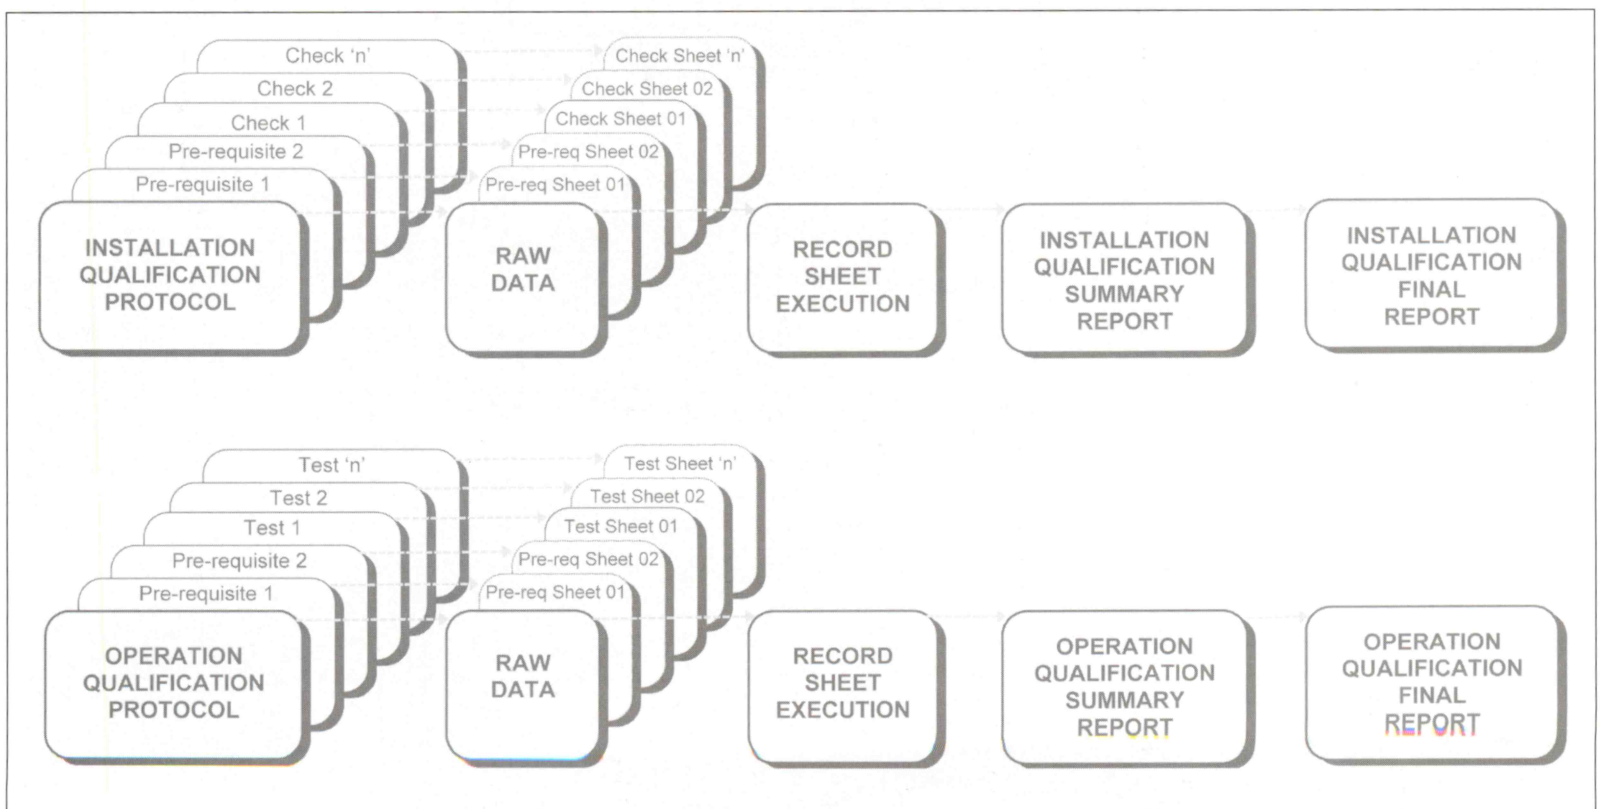 Check 'n'
Check 2
Check 1
Pre-requisite 2
Pre-requisite 1
INSTALLATION
QUALIFICATION
PROTOCOL
Check Sheet 'n'
Check Sheet 02
Check Sheet 01
Pre-req Sheet 02
Pre-req Sheet 01
RAW
DATA
RECORD
SHEET
EXECUTION
INSTALLATION
QUALIFICATION
SUMMARY
REPORT
INSTALLATION
QUALIFICATION
FINAL
REPORT
Test 'n'
Test 2
Test 1
Pre-requisite 2
Pre-requisite 1
OPERATION
QUALIFICATION
PROTOCOL
Test Sheet 'n'
Test Sheet 02
Test Sheet 01
Pre-req Sheet 02
Pre-req Sheet 01
RAW
DATA
RECORD
SHEET
EXECUTION
OPERATION
QUALIFICATION
SUMMARY
REPORT
OPERATION
QUALIFICATION
FINAL
REPORT